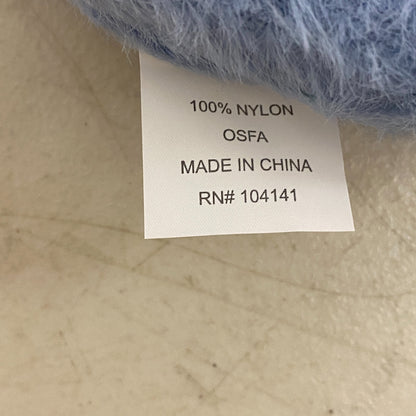 100% NYLON
OSFA
MADE IN CHINA
RN# 104141